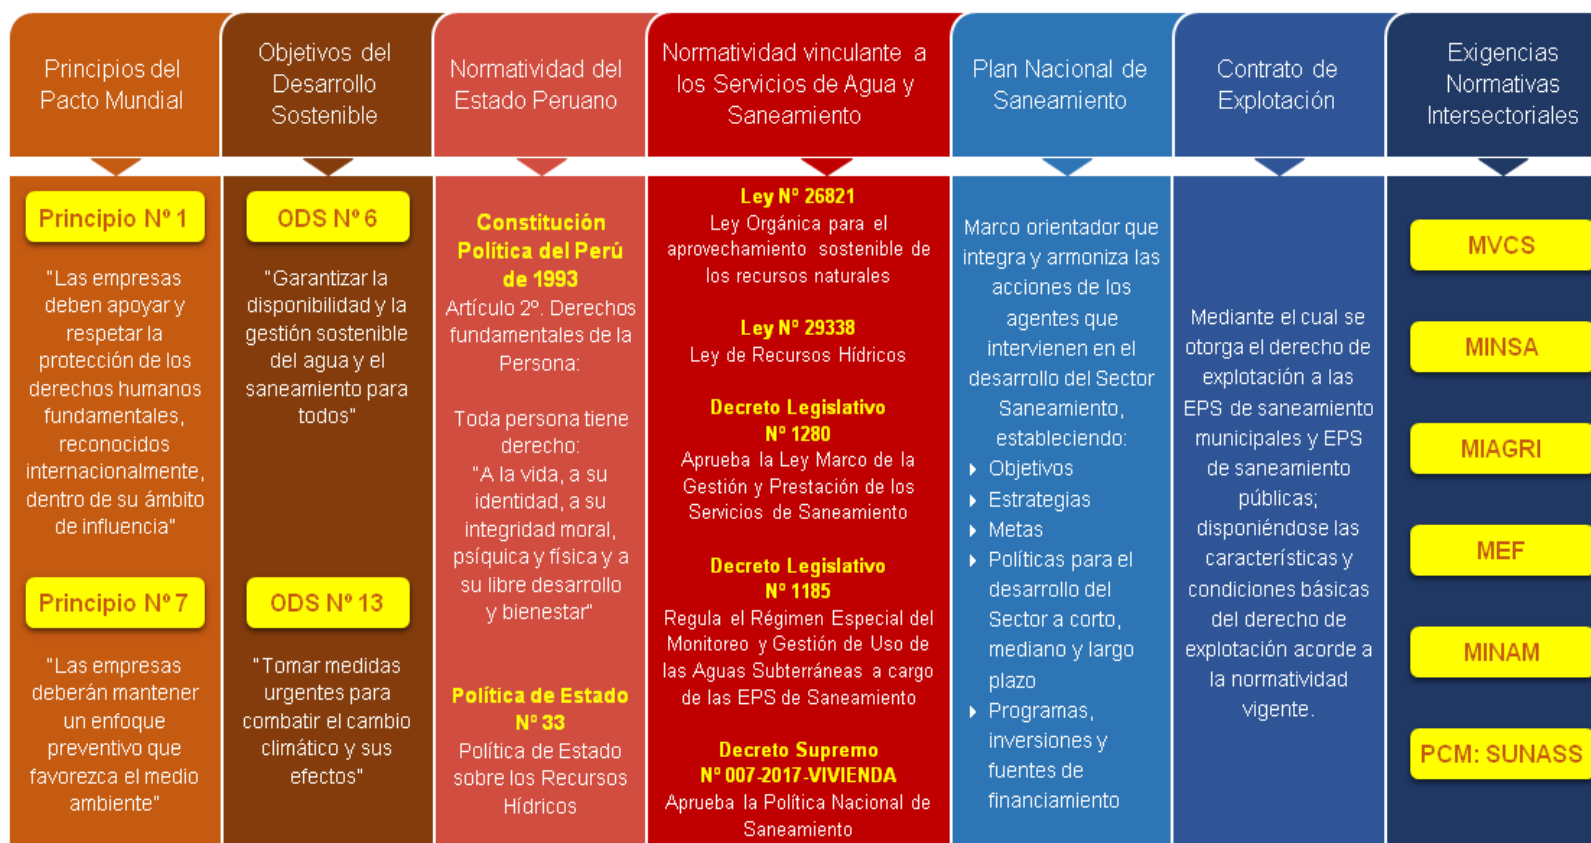 Principios del
Pacto Mundial
Objetivos del
Desarrollo
Sostenible
Normatividad del
Estado Peruano
Normatividad vinculante a
los Servicios de Agua y
Saneamiento
Plan Nacional de
Saneamiento
Contrato de
Explotación
Exigencias
Normativas
Intersectoriales
Principio Nº 1
"Las empresas
deben apoyar y
respetar la
protección de los
derechos humanos
fundamentales,
reconocidos
internacionalmente,
dentro de su ámbito
de influencia"
Principio Nº 7
"Las empresas
deberán mantener
un enfoque
preventivo que
favorezca el medio
ambiente"
ODS Nº 6
"Garantizar la
disponibilidad y la
gestión sostenible
del agua y el
saneamiento para
todos"
ODS Nº 13
"Tomar medidas
urgentes para
combatir el cambio
climático y sus
efectos"
Constitución
Política del Perú
de 1993
Artículo 2º. Derechos
fundamentales de la
Persona:
Toda persona tiene
derecho:
"A la vida, a su
identidad, a su
integridad moral,
psíquica y física y a
su libre desarrollo
y bienestar"
Política de Estado
Nº 33
Política de Estado
sobre los Recursos
Hídricos
Ley Nº 26821
Ley Orgánica para el
aprovechamiento sostenible de
los recursos naturales
Ley Nº 29338
Ley de Recursos Hídricos
Decreto Legislativo
Nº 1280
Aprueba la Ley Marco de la
Gestión y Prestación de los
Servicios de Saneamiento
Decreto Legislativo
Nº 1185
Regula el Régimen Especial del
Monitoreo y Gestión de Uso de
las Aguas Subterráneas a cargo
de las EPS de Saneamiento
Decreto Supremo
Nº 007-2017-VIVIENDA
Aprueba la Política Nacional de
Saneamiento
Marco orientador que
integra y armoniza las
acciones de los
agentes que
intervienen en el
desarrollo del Sector
Saneamiento,
estableciendo:
Objetivos
Estrategias
Metas
Políticas para el
desarrollo del
Sector a corto,
mediano y largo
plazo
Programas,
inversiones y
fuentes de
financiamiento
Mediante el cual se
otorga el derecho de
explotación a las
EPS de saneamiento
municipales y EPS
de saneamiento
públicas;
disponiéndose las
características y
condiciones básicas
del derecho de
explotación acorde a
la normatividad
vigente.
MVCS
MINSA
MIAGRI
MEF
MINAM
PCM: SUNASS